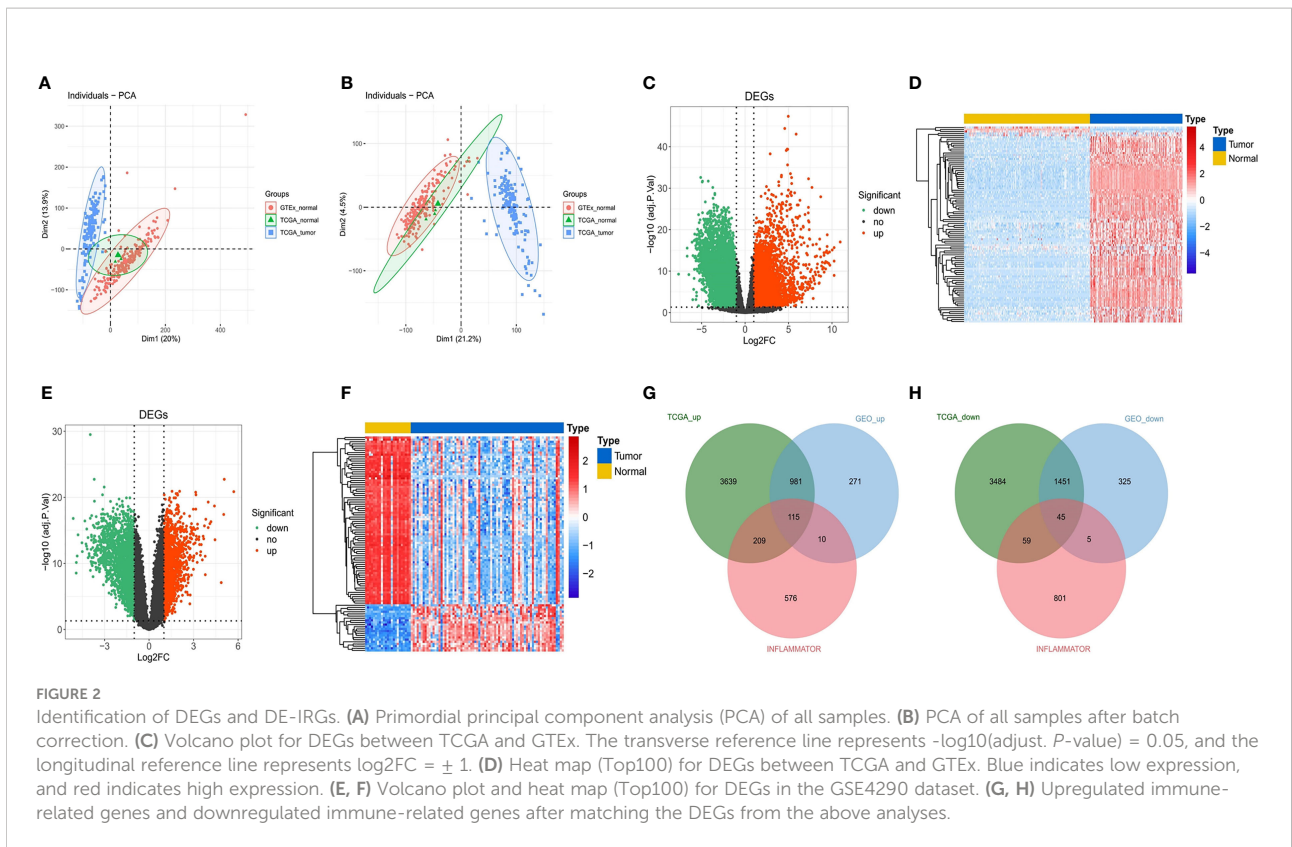 A
Individuals − PCA
Dim2 (13.9%)
300
200
100
0
−100
0
200
400
Dim1 (20%)
Groups
GTEx_normal
TCGA_normal
TCGA_tumor
B
Individuals − PCA
Dim2 (4.5%)
100
50
0
−50
−100
−100
0
100
Dim1 (21.2%)
Groups
GTEx_normal
TCGA_normal
TCGA_tumor
C
DEGs
−log10 (adj.P.Val)
40
30
20
10
0
−5
0
5
10
Log2FC
Significant
down
no
up
D
Type
4
2
0
−2
−4
Type
Tumor
Normal
E
DEGs
−log10 (adj.P.Val)
30
20
10
0
−3
0
3
6
Log2FC
Significant
down
no
up
F
Type
2
1
0
−1
−2
Type
Tumor
Normal
G
TCGA_up
GEO_up
3639
981
271
115
209
10
576
INFLAMMATOR
H
TCGA_down
GEO_down
3484
1451
325
45
59
5
801
INFLAMMATOR
FIGURE 2
Identification of DEGs and DE-IRGs. (A) Primordial principal component analysis (PCA) of all samples. (B) PCA of all samples after batch
correction. (C) Volcano plot for DEGs between TCGA and GTEx. The transverse reference line represents -log10(adjust. P-value) = 0.05, and the
longitudinal reference line represents log2FC = ± 1. (D) Heat map (Top100) for DEGs between TCGA and GTEx. Blue indicates low expression,
and red indicates high expression. (E, F) Volcano plot and heat map (Top100) for DEGs in the GSE4290 dataset. (G, H) Upregulated immune-
related genes and downregulated immune-related genes after matching the DEGs from the above analyses.